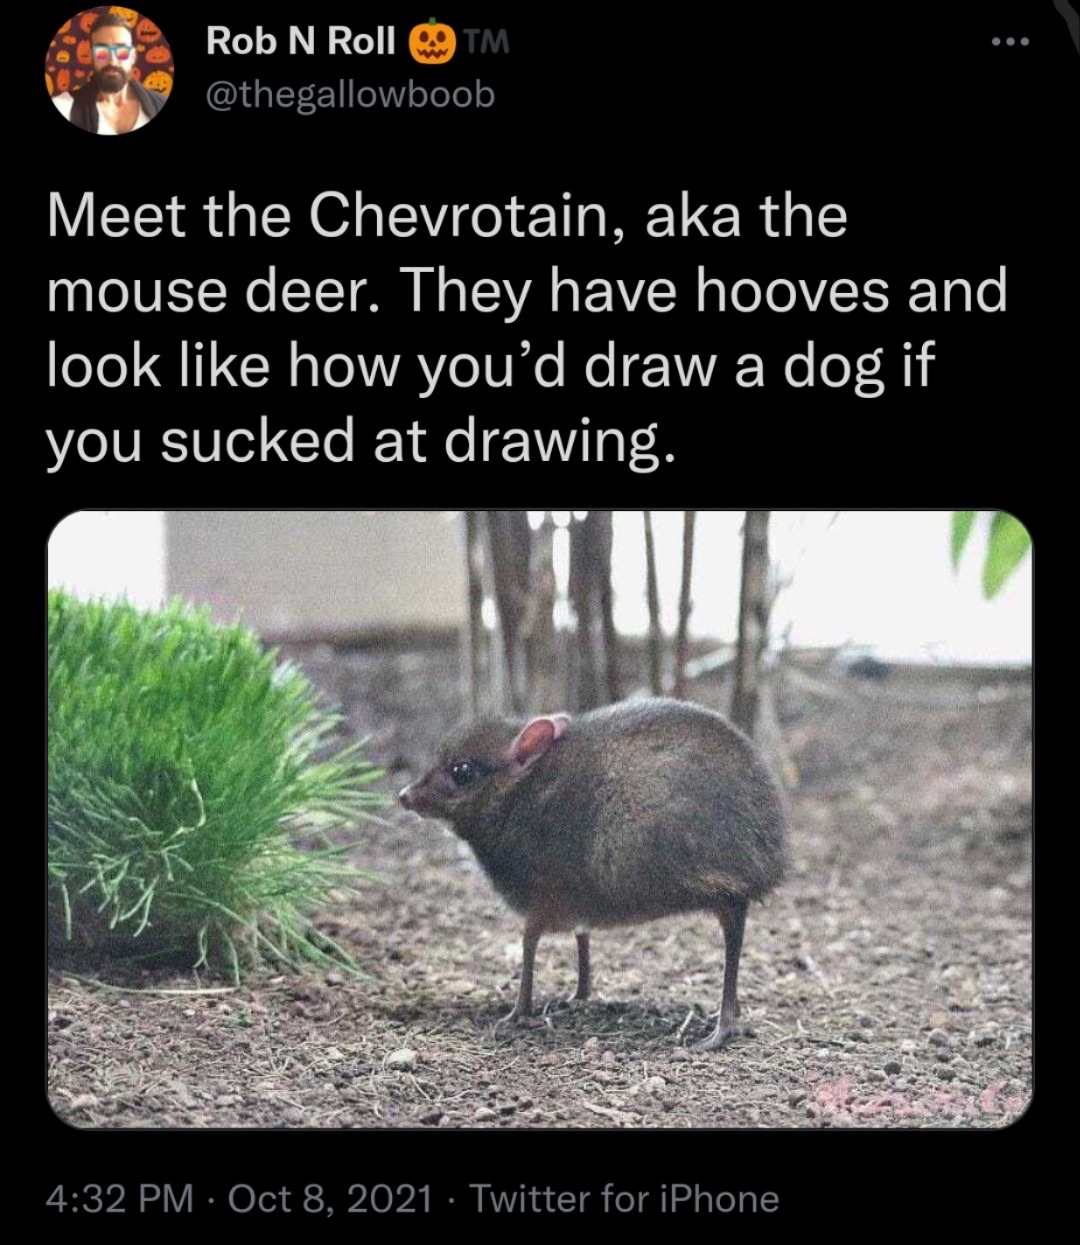 Rob N Roll 🎃™️
@thegallowboob
Meet the Chevrotain, aka the
mouse deer. They have hooves and
look like how you’d draw a dog if
you sucked at drawing.
4:32 PM · Oct 8, 2021 · Twitter for iPhone